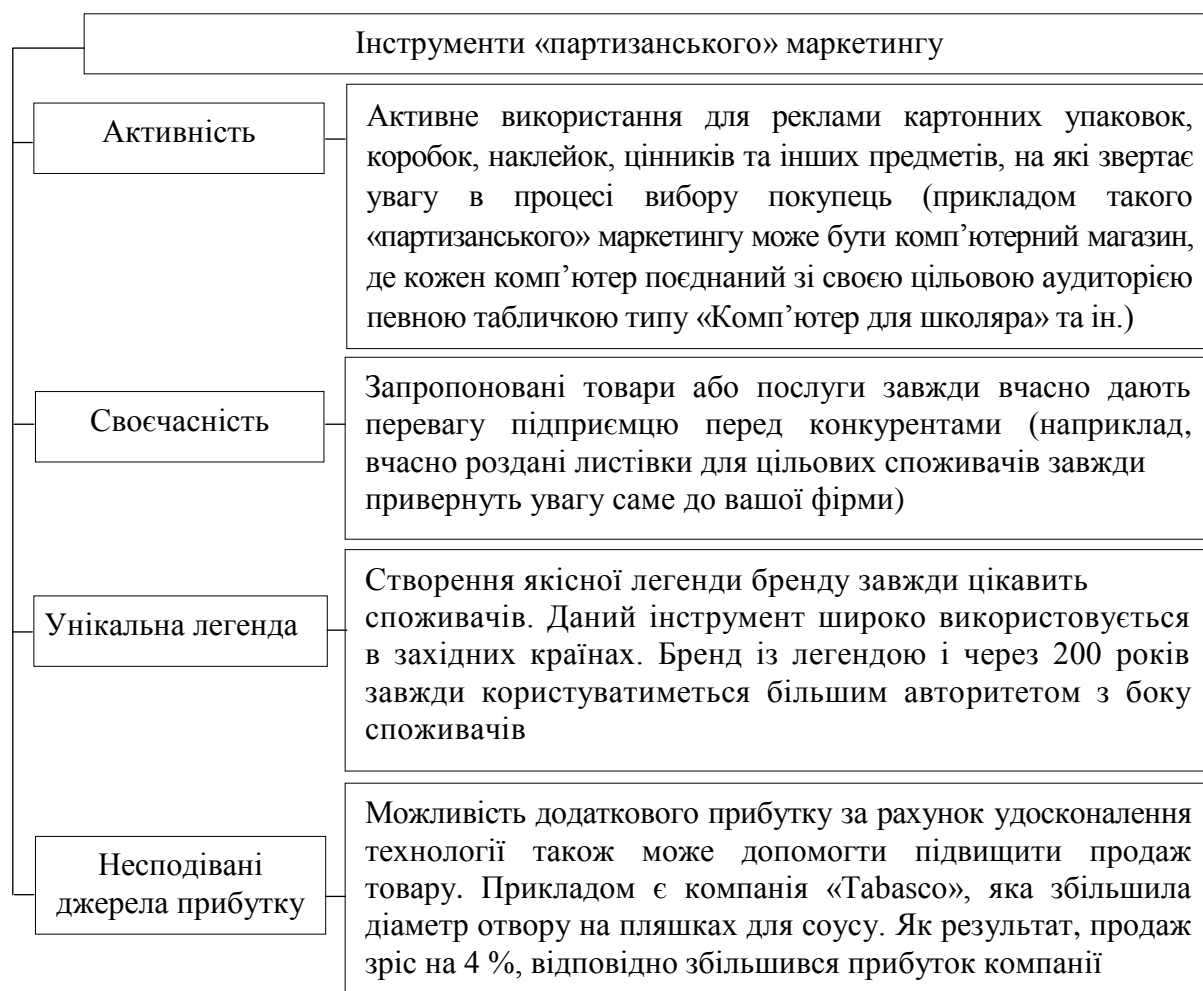 Інструменти «партизанського» маркетингу
Активність
Активне використання для реклами картонних упаковок,
коробок, наклейок, цінників та інших предметів, на які звертає
увагу в процесі вибору покупець (прикладом такого
«партизанського» маркетингу може бути комп’ютерний магазин,
де кожен комп’ютер поєднаний зі своєю цільовою аудиторією
певною табличкою типу «Комп’ютер для школяра» та ін.)
Своєчасність
Запропоновані товари або послуги завжди вчасно дають
перевагу підприємцю перед конкурентами (наприклад,
вчасно роздані листівки для цільових споживачів завжди
привернуть увагу саме до вашої фірми)
Унікальна легенда
Створення якісної легенди бренду завжди цікавить
споживачів. Даний інструмент широко використовується
в західних країнах. Бренд із легендою і через 200 років
завжди користуватиметься більшим авторитетом з боку
споживачів
Несподівані
джерела прибутку
Можливість додаткового прибутку за рахунок удосконалення
технології також може допомогти підвищити продаж
товару. Прикладом є компанія «Tabasco», яка збільшила
діаметр отвору на пляшках для соусу. Як результат, продаж
зріс на 4 %, відповідно збільшився прибуток компанії